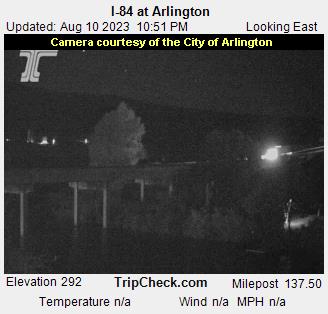 I-84 at Arlington
Updated: Aug 10 2023 10:51 PM Looking East
Camera courtesy of the City of Arlington
Elevation 292 TripCheck.com Milepost 137.50
Temperature n/a Wind n/a MPH n/a